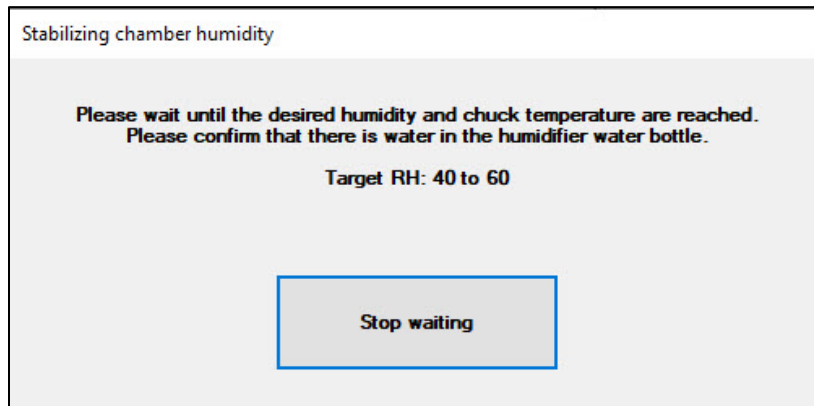 Stabilizing chamber humidity
Please wait until the desired humidity and chuck temperature are reached.
Please confirm that there is water in the humidifier water bottle.
Target RH: 40 to 60
Stop waiting